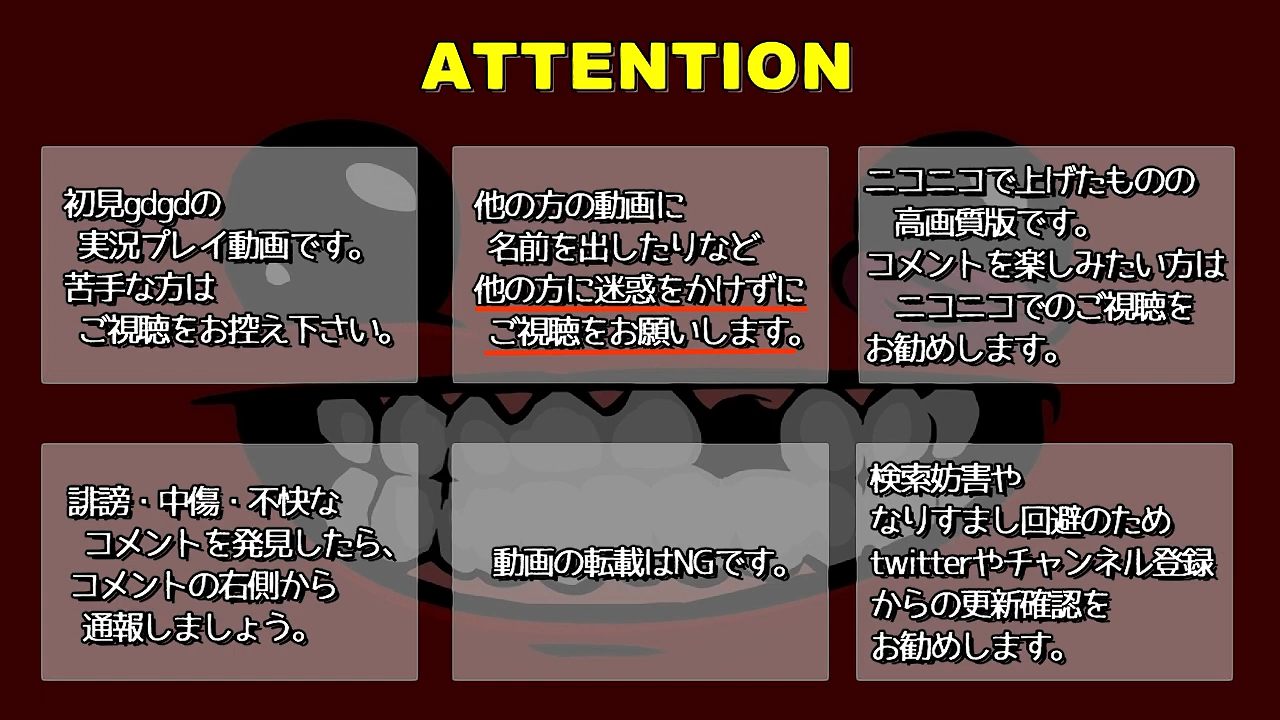 ATTENTION
初見gdgdの
実況プレイ動画です。
苦手な方は
ご視聴をお控え下さい。
他の方の動画に
名前を出したりなど
他の方に迷惑をかけずに
ご視聴をお願いします。
ニコニコで上げたものの
高画質版です。
コメントを楽しみたい方は
ニコニコでのご視聴を
お勧めします。
誹謗・中傷・不快な
コメントを発見したら、
コメントの右側から
通報しましょう。
動画の転載はNGです。
検索妨害や
なりすまし回避のため
twitterやチャンネル登録
からの更新確認を
お勧めします。